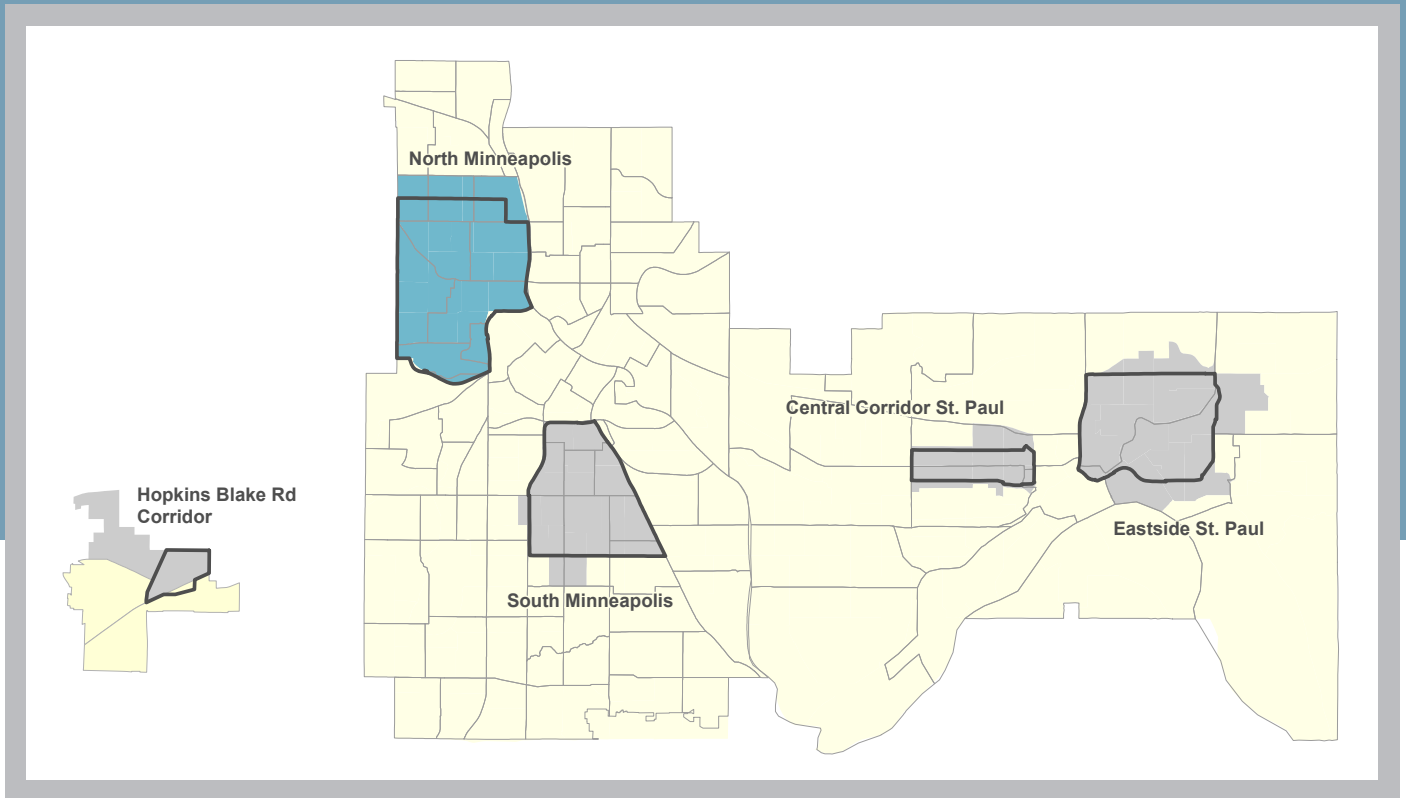 North Minneapolis
Central Corridor St. Paul
Hopkins Blake Rd
Corridor
Eastside St. Paul
South Minneapolis